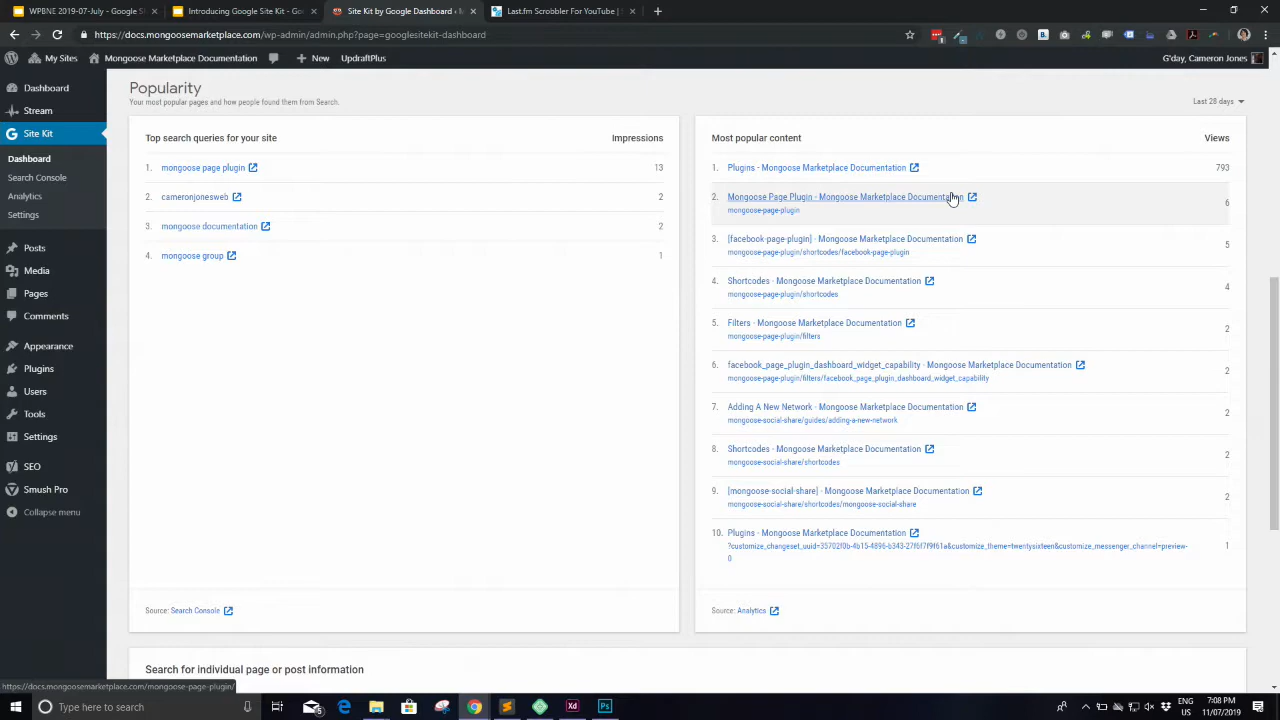 WPBNE 2019-07-July - Google S
Introducing Google Site Kit - Go
Site Kit by Google Dashboard ‹ M
Last.fm Scrobbler For YouTube |
https://docs.mongoosemarketplace.com/wp-admin/admin.php?page=googlesitekit-dashboard
My Sites
Mongoose Marketplace Documentation
New
UpdraftPlus
G'day, Cameron Jones
Dashboard
Stream
Site Kit
Dashboard
Search Console
Analytics
Settings
Posts
Media
Pages
Comments
Appearance
Plugins
Users
Tools
Settings
SEO
Smush Pro
Collapse menu
Popularity
Your most popular pages and how people found them from Search.
Last 28 days
Top search queries for your site Impressions
1. mongoose page plugin 13
2. cameronjonesweb 2
3. mongoose documentation 2
4. mongoose group 1
Source: Search Console
Most popular content Views
1. Plugins - Mongoose Marketplace Documentation 793
2. Mongoose Page Plugin - Mongoose Marketplace Documentation 6
mongoose-page-plugin
3. [facebook-page-plugin] - Mongoose Marketplace Documentation 5
mongoose-page-plugin/shortcodes/facebook-page-plugin
4. Shortcodes - Mongoose Marketplace Documentation 4
mongoose-page-plugin/shortcodes
5. Filters - Mongoose Marketplace Documentation 2
mongoose-page-plugin/filters
6. facebook_page_plugin_dashboard_widget_capability - Mongoose Marketplace Documentation 2
mongoose-page-plugin/filters/facebook_page_plugin_dashboard_widget_capability
7. Adding A New Network - Mongoose Marketplace Documentation 2
mongoose-social-share/guides/adding-a-new-network
8. Shortcodes - Mongoose Marketplace Documentation 2
mongoose-social-share/shortcodes
9. [mongoose-social-share] - Mongoose Marketplace Documentation 2
mongoose-social-share/shortcodes/mongoose-social-share
10. Plugins - Mongoose Marketplace Documentation 1
?customize_changeset_uuid=35702f0b-4b15-4896-b343-27f6f7f9f61a&customize_theme=twentysixteen&customize_messenger_channel=preview-
0
Source: Analytics
Search for individual page or post information
https://docs.mongoosemarketplace.com/mongoose-page-plugin/
Type here to search
ENG
US
7:08 PM
11/07/2019